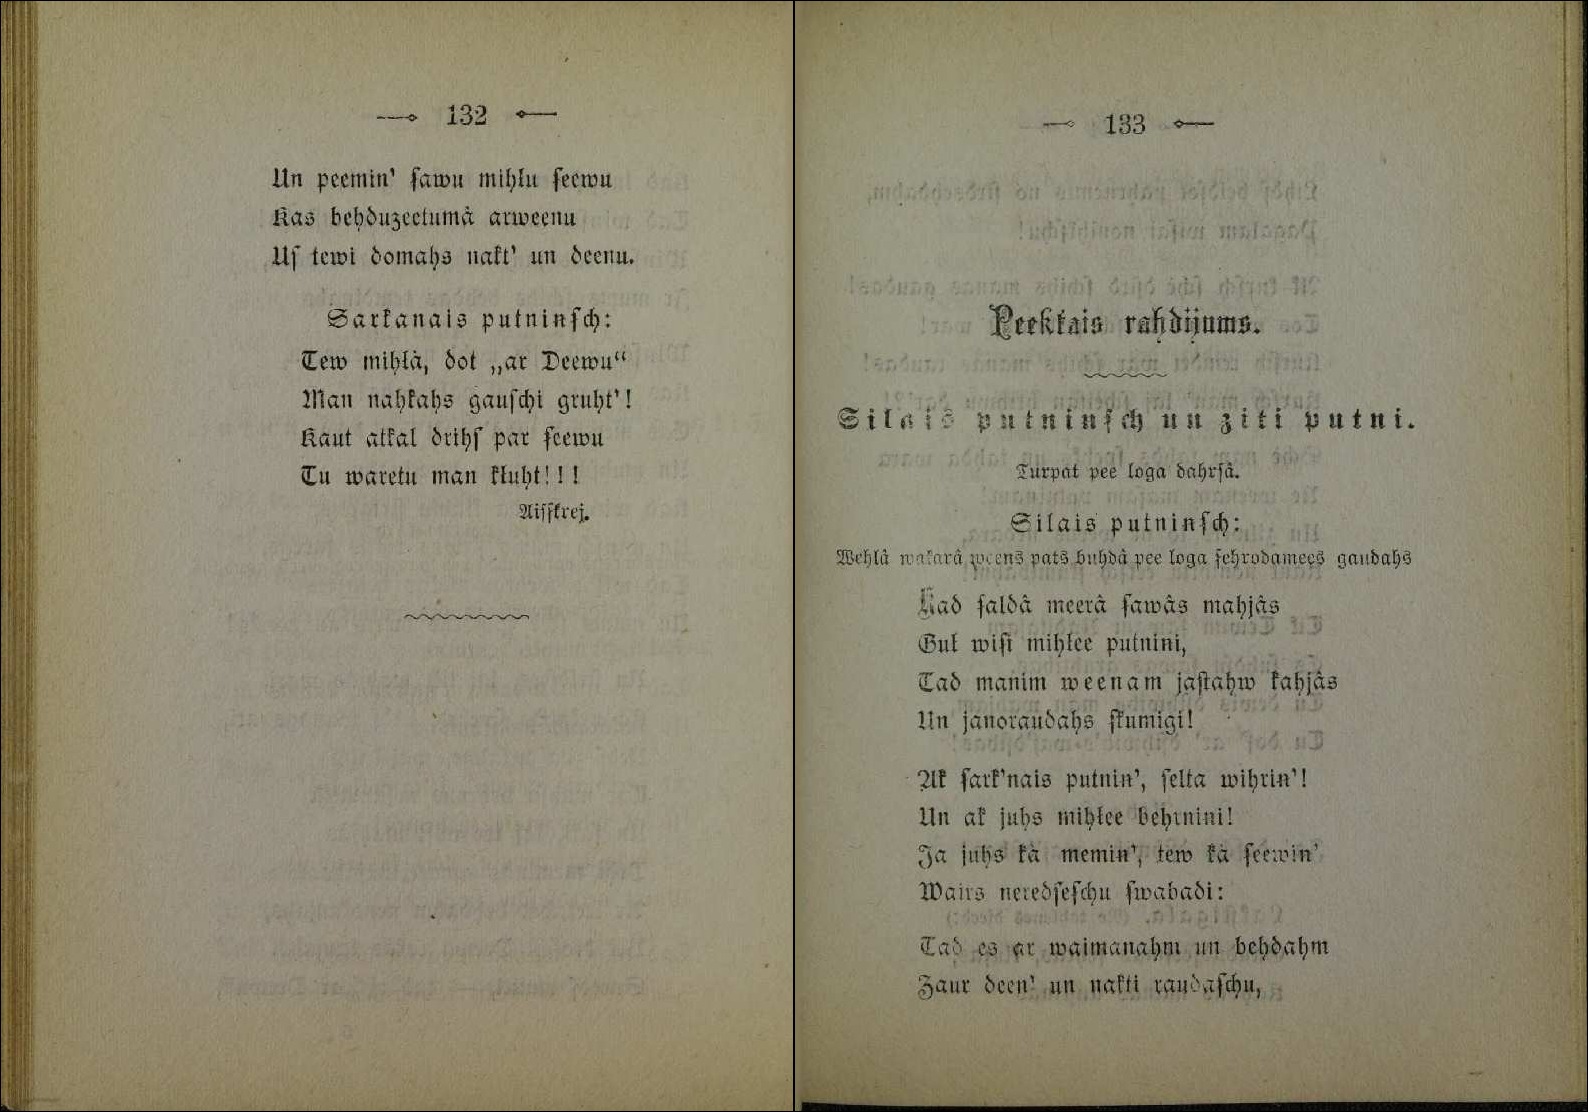 132
Un peemin' ſawu mihļu ſeewu
Kas behduzeetumâ arweenu
Uſ tewi domahs nakt' un deenu.
Sarkanais putninſch:
Tew mihlâ, dot „ar Deewu“
Man nahkahs gauſchi gruht'!
Kaut atkal drihſ par ſeewu
Tu waretu man kluht!!!
Aiſſkrej.
133
Peektais rahdijums.
Silais putninſch un ziti putni.
Turpat pee loga dahrſâ.
Silais putninſch:
Wehlâ wakarâ weens pats buhdâ pee loga ſehrodamees gaudahs
Kad ſaldâ meerâ ſawâs mahjâs
Gul wiſi mihlee putnini,
Tad manim weenam jaſtahw kahjâs
Un janoraudahs ſkumigi!
Ak ſark'nais putnin', ſelta wihrin'!
Un ak juhs mihlee behrnini!
Ja juhs kâ memin', tew kâ ſeewin'
Wairs neredſeſchu ſwabadi:
Tad es ar waimanahm un behdahm
Zaur deen' un nakti raudaſchu,